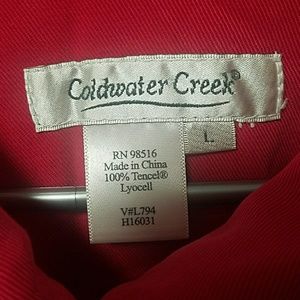 Coldwater Creek®
L
RN 98516
Made in China
100% Tencel®
Lyocell
V#L794
H16031